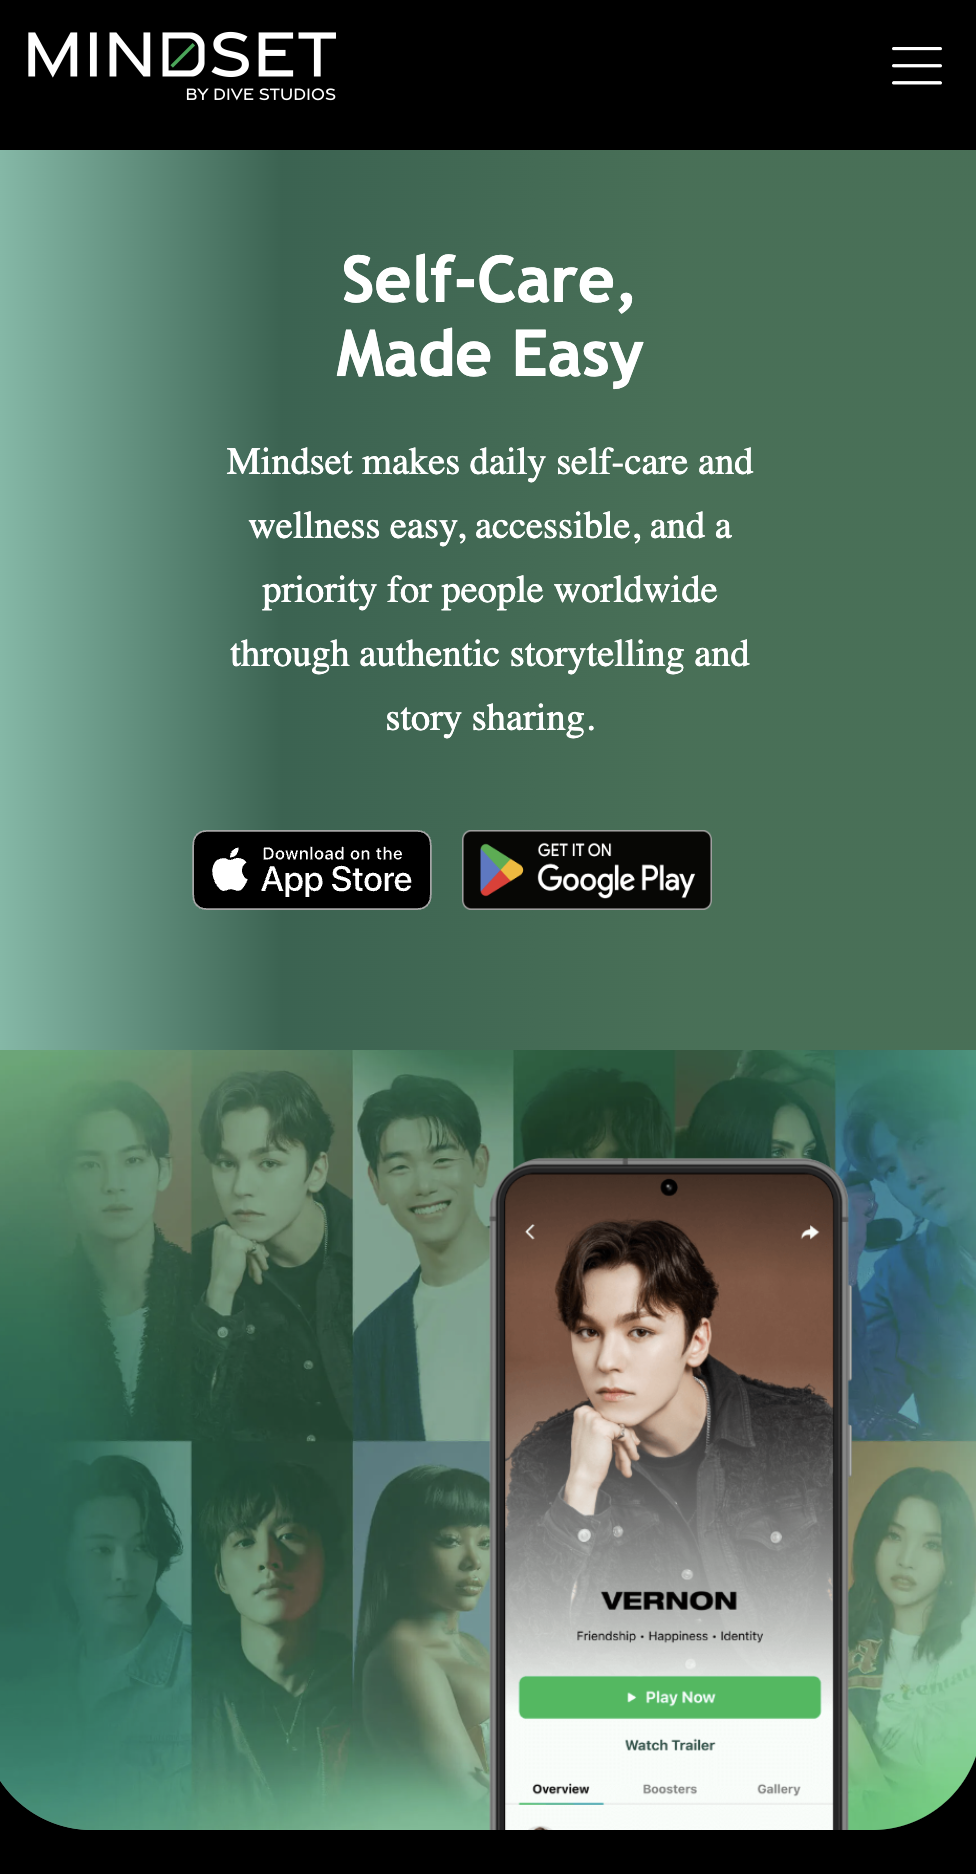 MINDSET
BY DIVE STUDIOS
Self-Care,
Made Easy
Mindset makes daily self-care and
wellness easy, accessible, and a
priority for people worldwide
through authentic storytelling and
story sharing.
Download on the
App Store
GET IT ON
Google Play
VERNON
Friendship • Happiness • Identity
Play Now
Watch Trailer
Overview Boosters Gallery